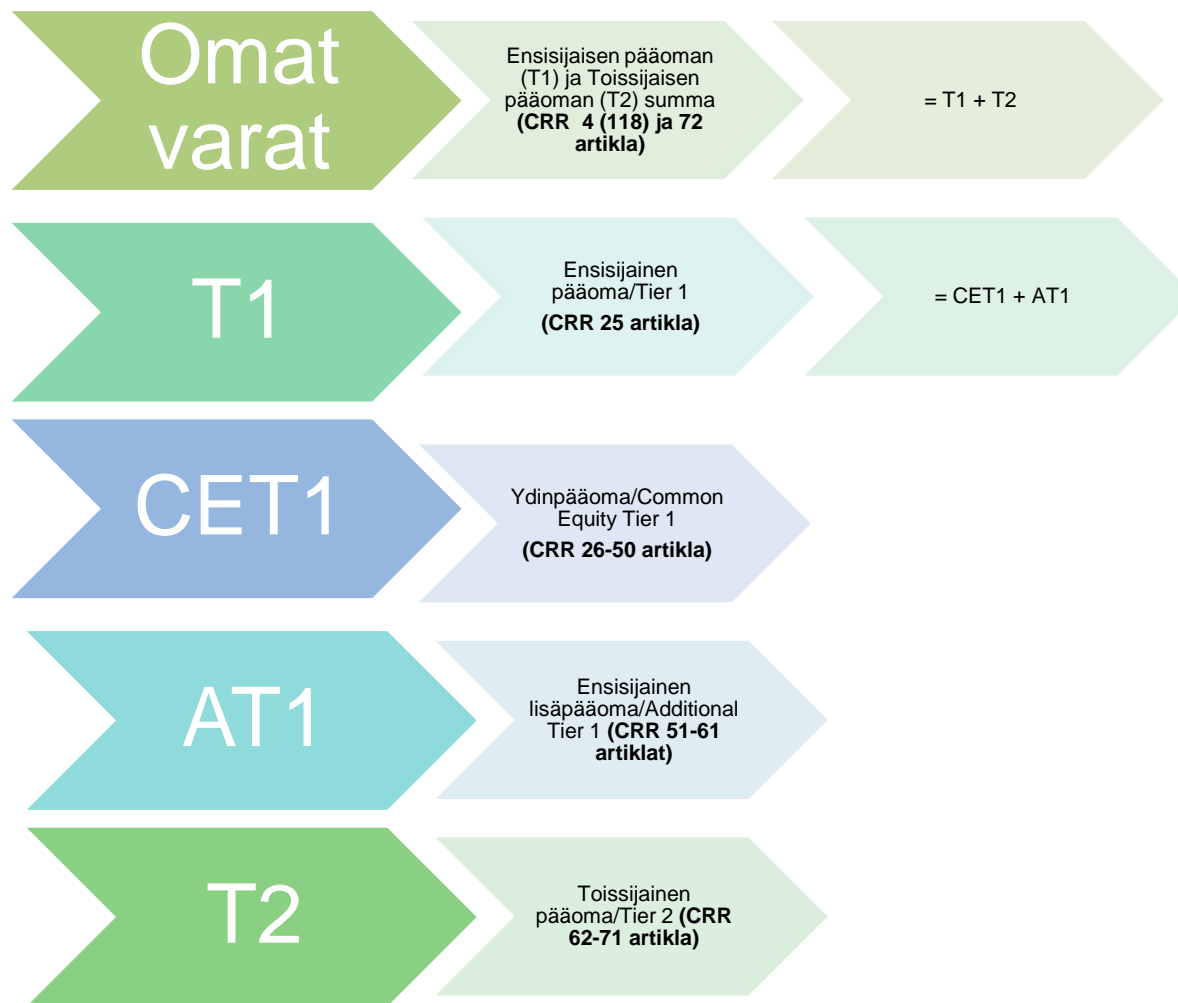 Omat
varat
Ensisijaisen pääoman
(T1) ja Toissijaisen
pääoman (T2) summa
(CRR 4 (118) ja 72
artikla)
= T1 + T2
T1
Ensisijainen
pääoma/Tier 1
(CRR 25 artikla)
= CET1 + AT1
CET1
Ydinpääoma/Common
Equity Tier 1
(CRR 26-50 artikla)
AT1
Ensisijainen
lisäpääoma/Additional
Tier 1 (CRR 51-61
artiklat)
T2
Toissijainen
pääoma/Tier 2 (CRR
62-71 artikla)